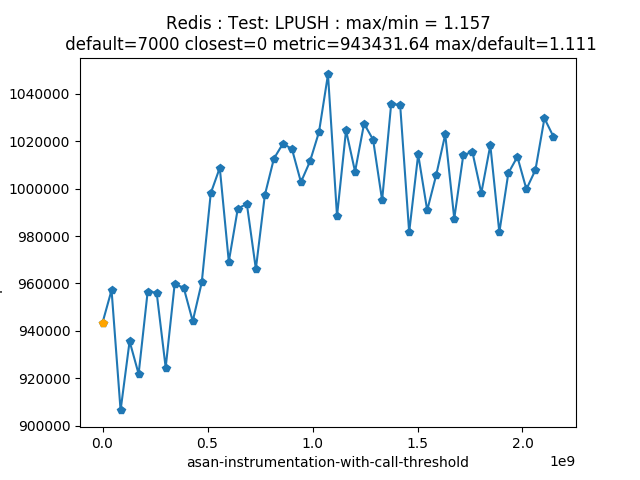 Redis : Test: LPUSH : max/min = 1.157
default=7000 closest=0 metric=943431.64 max/default=1.111
1040000
1020000
1000000
980000
960000
940000
920000
900000
0.0 0.5 1.0 1.5 2.0
1e9
asan-instrumentation-with-call-threshold